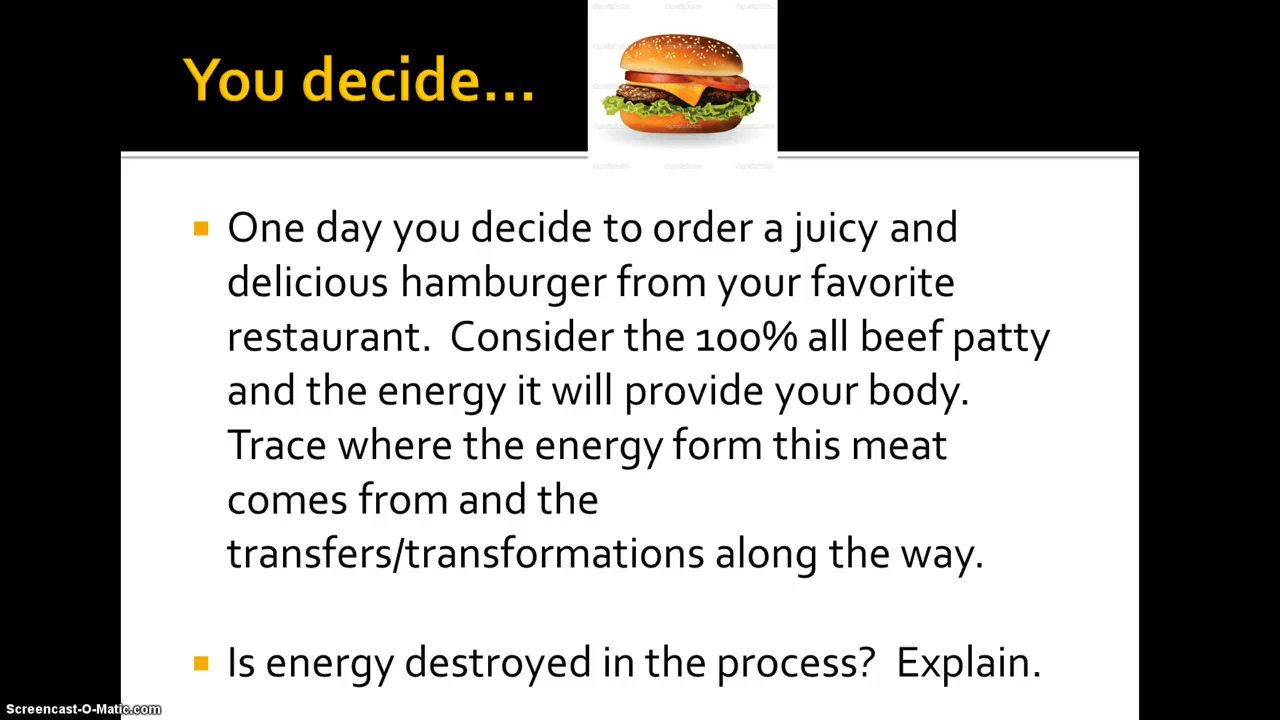 You decide...
One day you decide to order a juicy and
delicious hamburger from your favorite
restaurant.  Consider the 100% all beef patty
and the energy it will provide your body.
Trace where the energy form this meat
comes from and the
transfers/transformations along the way.
Is energy destroyed in the process?  Explain.
Screencast-O-Matic.com